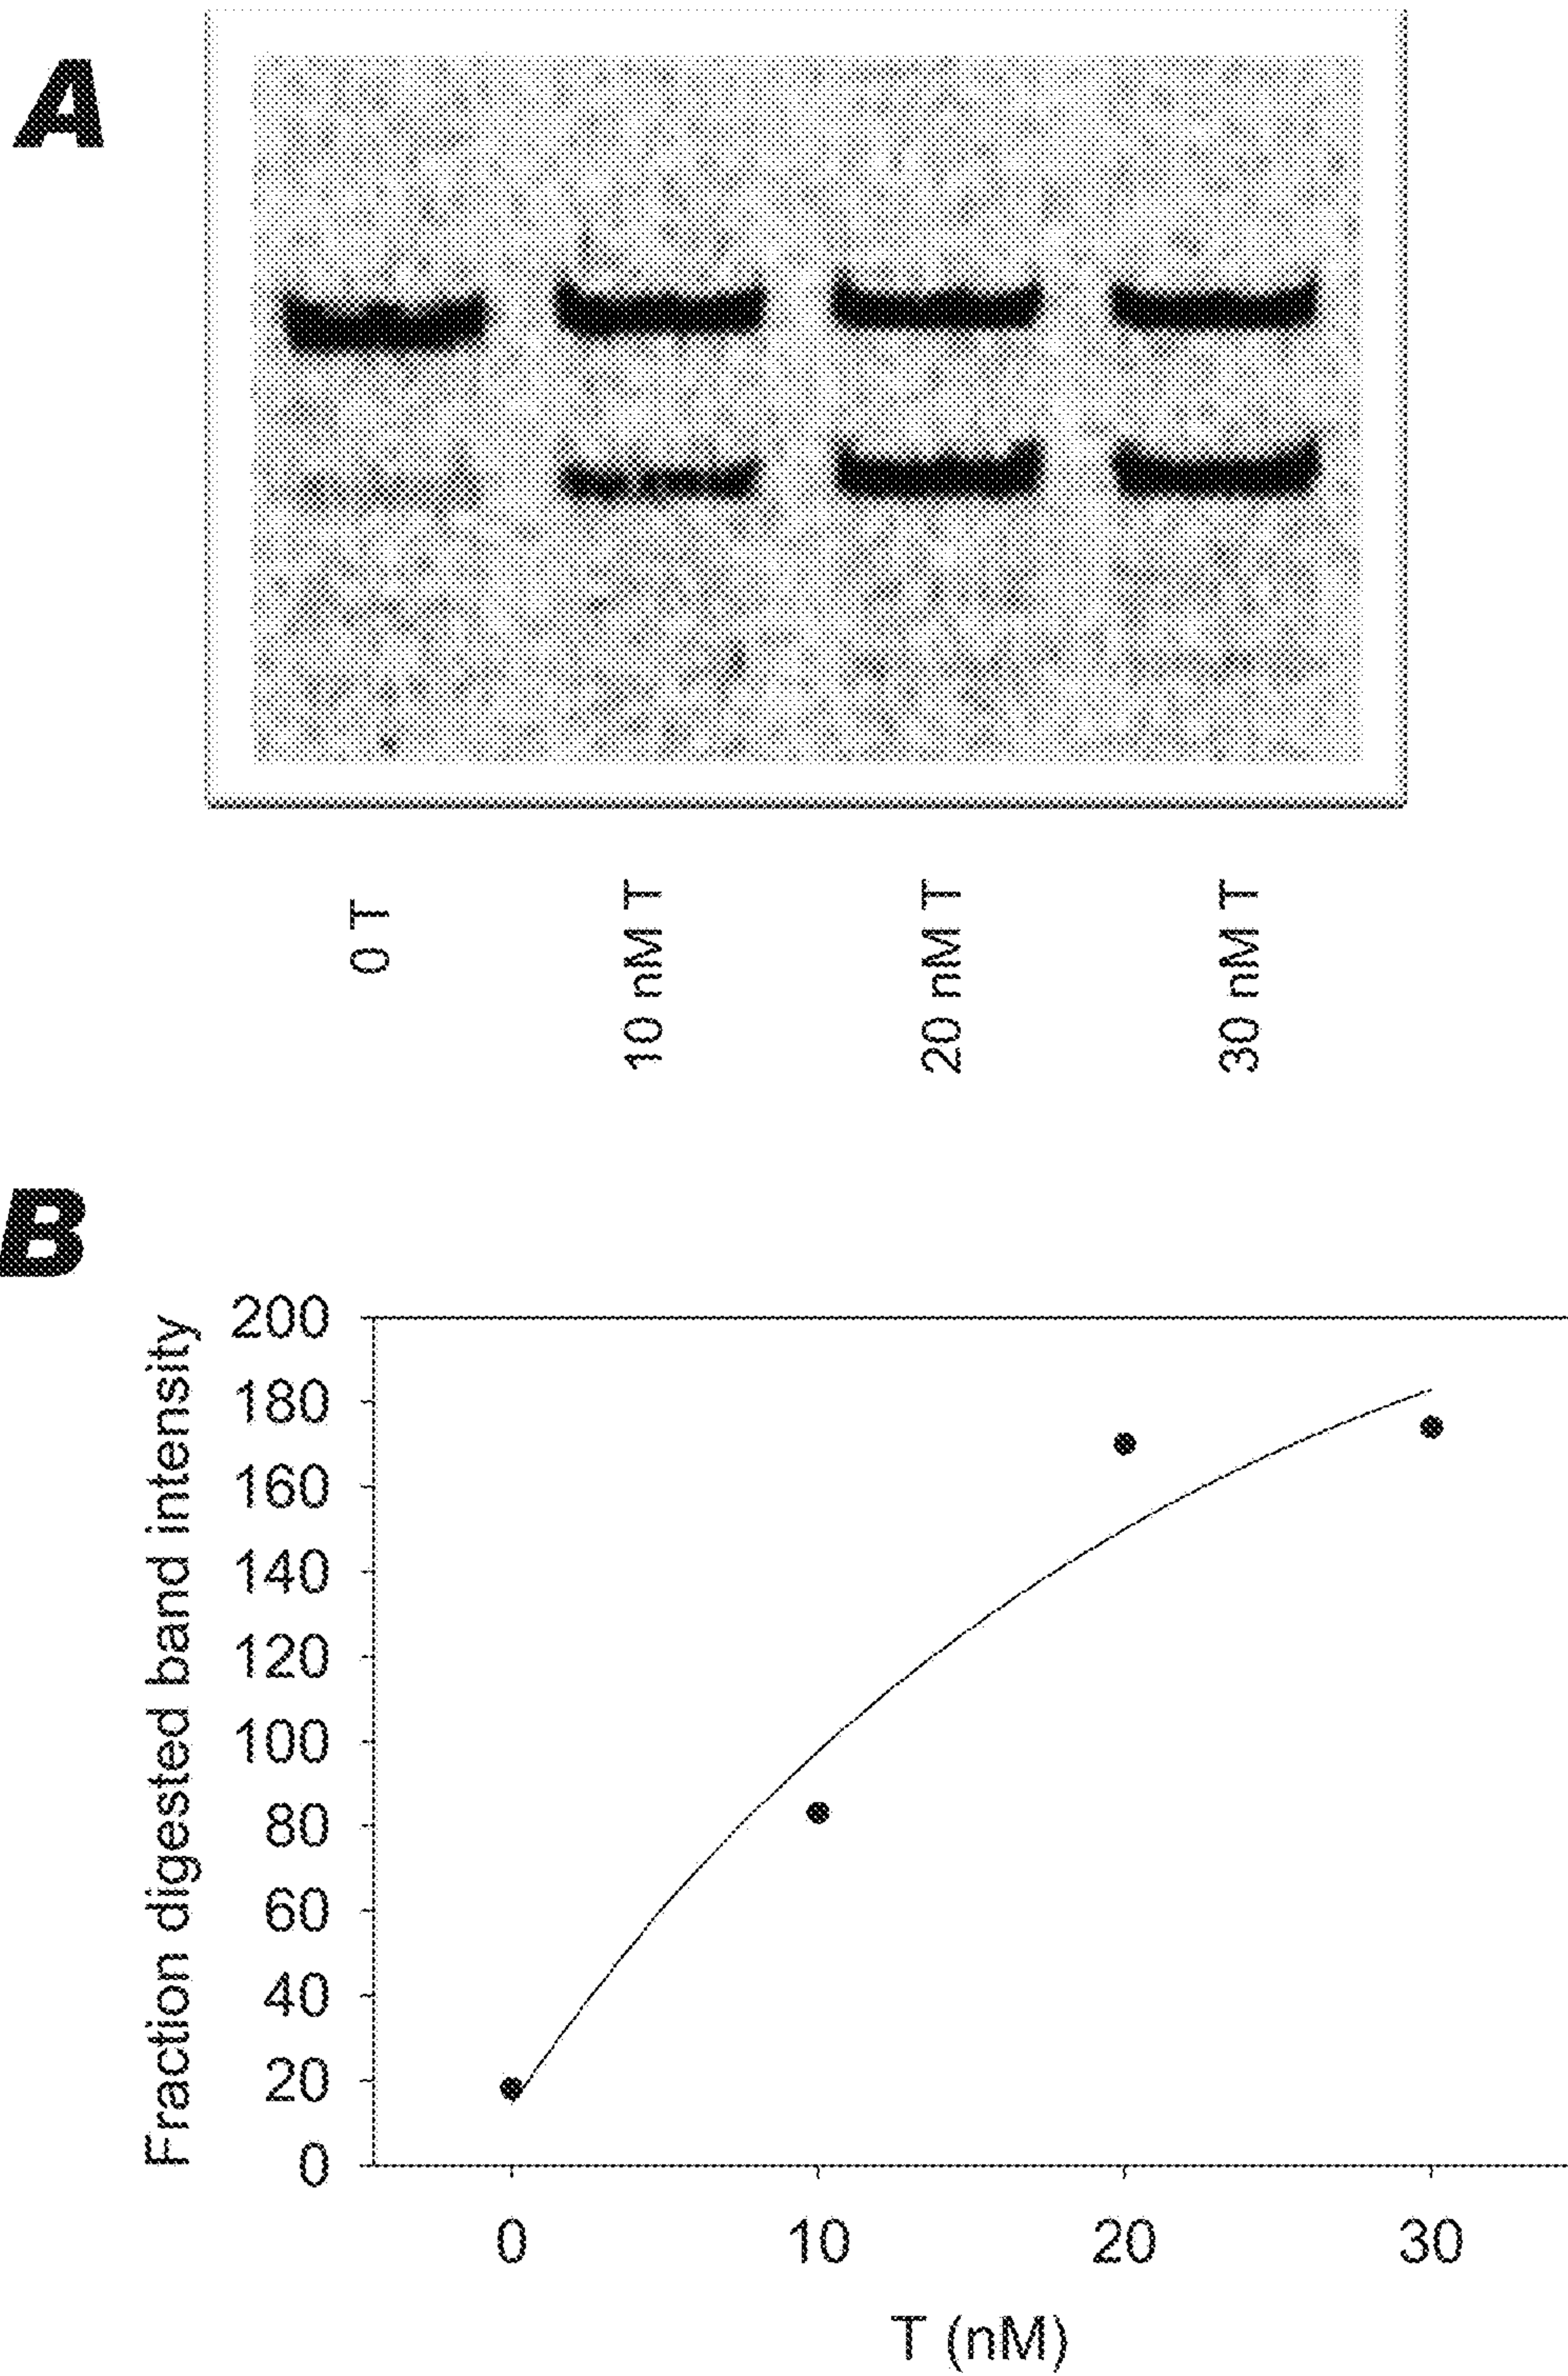 A
0 T
10 nM T
20 nM T
30 nM T
B
Fraction digested band intensity
200
180
160
140
120
100
80
60
40
20
0
0 10 20 30
T (nM)